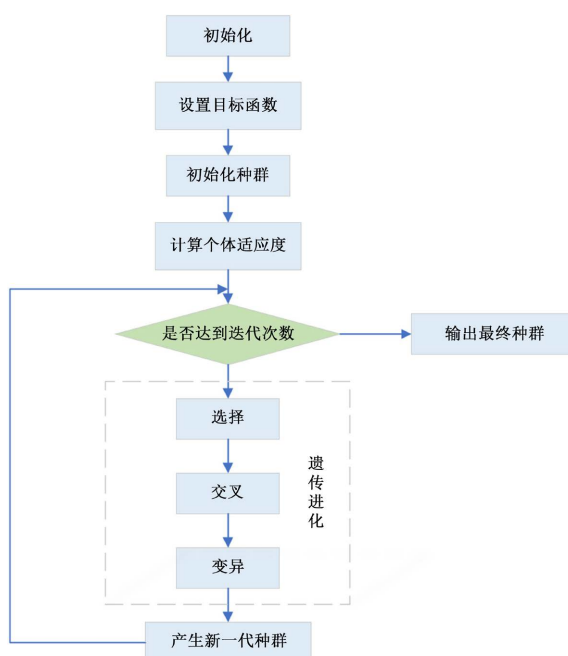 初始化
设置目标函数
初始化种群
计算个体适应度
是否达到迭代次数
输出最终种群
选择
交叉
变异
遗传进化
产生新一代种群